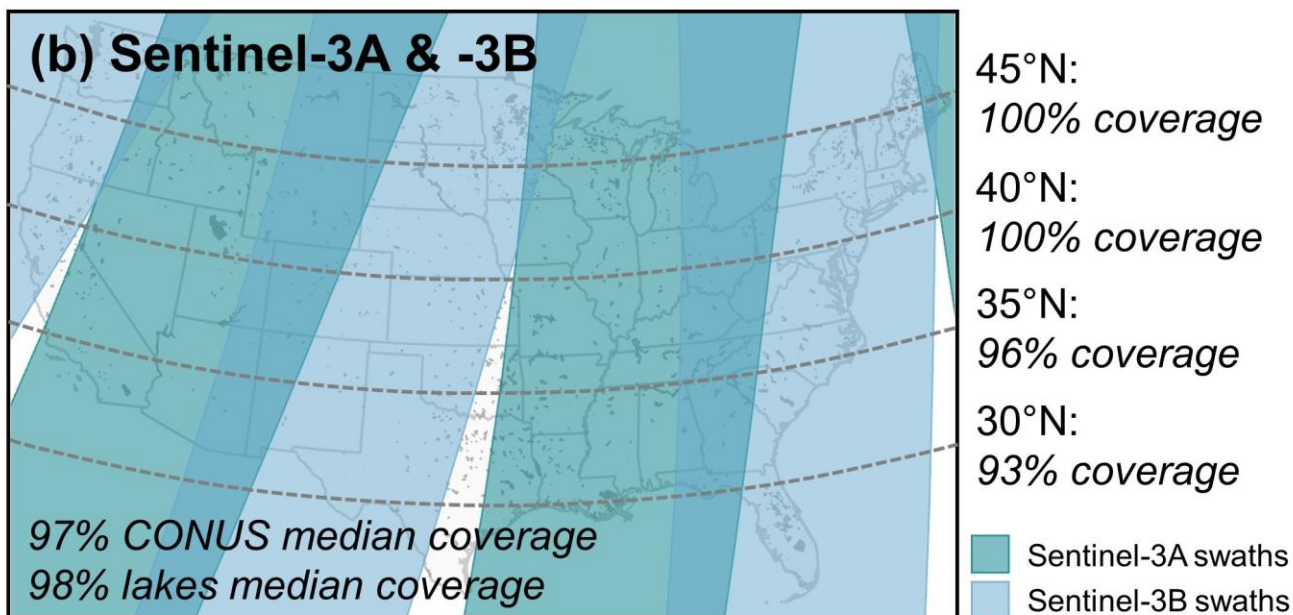 (b) Sentinel-3A & -3B
45°N:
100% coverage
40°N:
100% coverage
35°N:
96% coverage
30°N:
93% coverage
97% CONUS median coverage
98% lakes median coverage
Sentinel-3A swaths
Sentinel-3B swaths